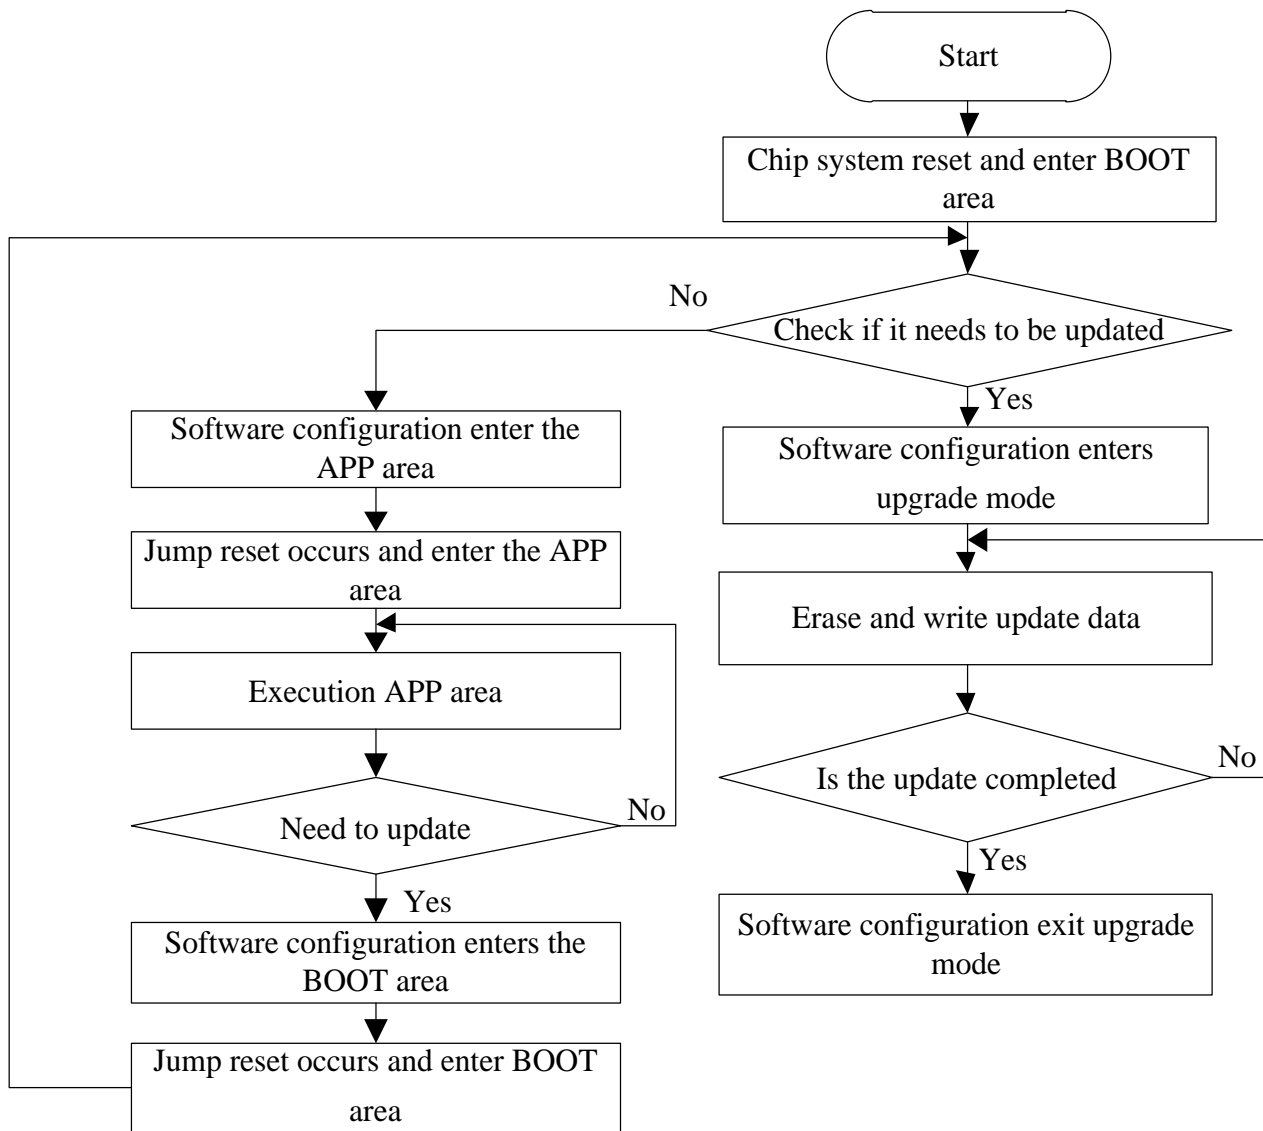 Start
Chip system reset and enter BOOT
area
No
Check if it needs to be updated
Yes
Software configuration enter the
APP area
Software configuration enters
upgrade mode
Jump reset occurs and enter the APP
area
Erase and write update data
Execution APP area
No
Is the update completed
No
Need to update
Yes
Yes
Software configuration exit upgrade
mode
Software configuration enters the
BOOT area
Jump reset occurs and enter BOOT
area